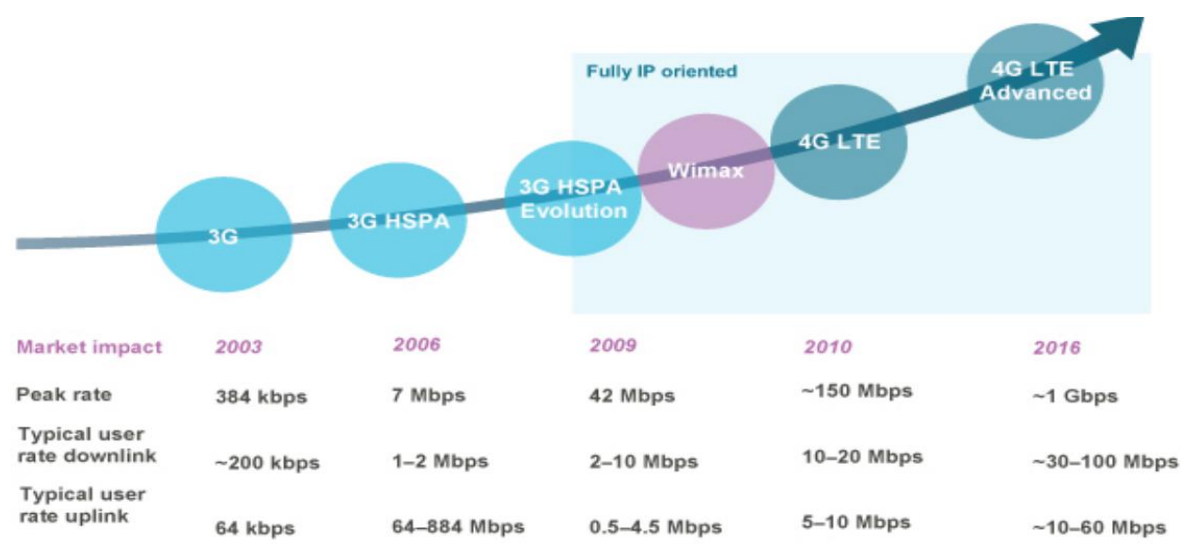 Fully IP oriented
4G LTE
Advanced
4G LTE
Wimax
3G HSPA
Evolution
3G HSPA
3G
Market impact 2003 2006 2009 2010 2016
Peak rate 384 kbps 7 Mbps 42 Mbps ~150 Mbps ~1 Gbps
Typical user
rate downlink ~200 kbps 1–2 Mbps 2–10 Mbps 10–20 Mbps ~30–100 Mbps
Typical user
rate uplink 64 kbps 64–884 Mbps 0.5–4.5 Mbps 5–10 Mbps ~10–60 Mbps